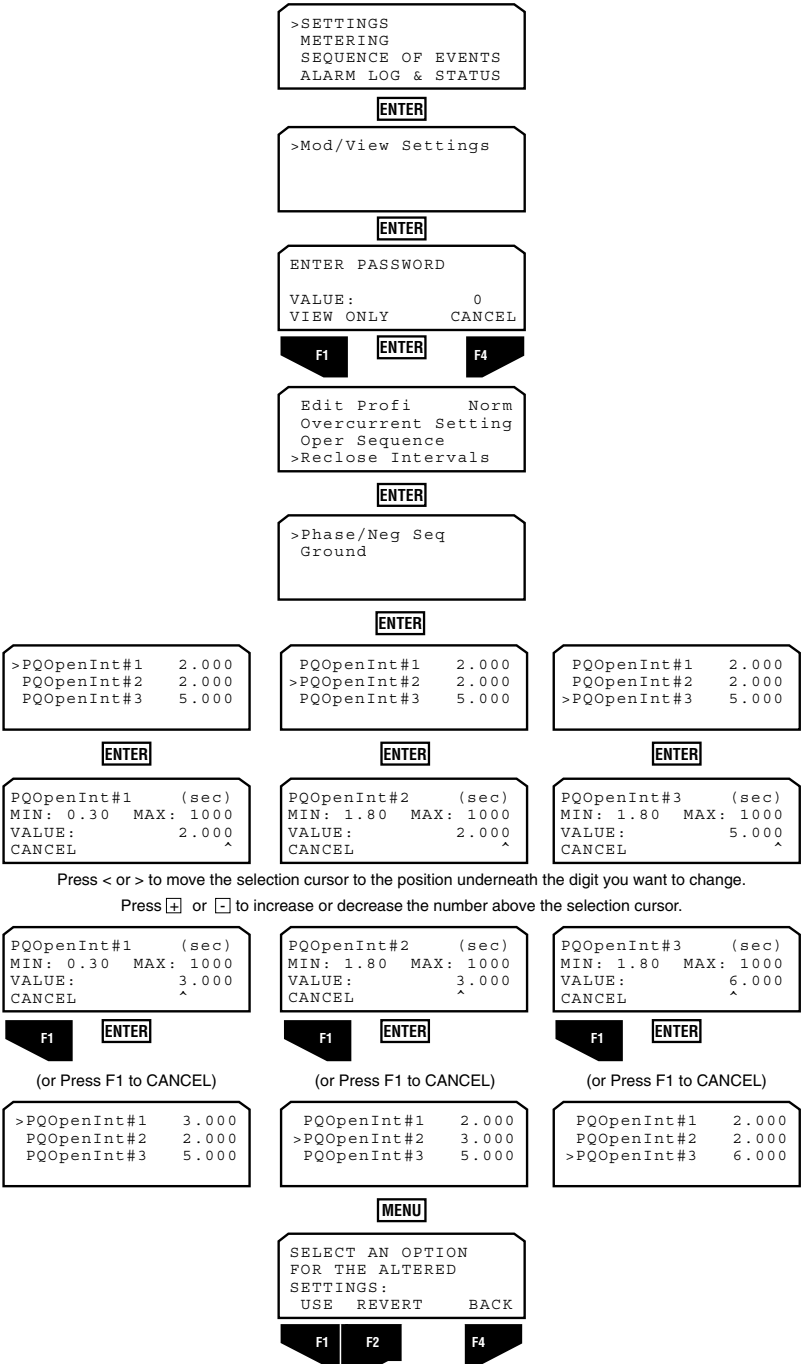 >SETTINGS
METERING
SEQUENCE OF EVENTS
ALARM LOG & STATUS
ENTER
>Mod/View Settings
ENTER
ENTER PASSWORD
VALUE: 0
VIEW ONLY CANCEL
F1 ENTER F4
Edit Profi Norm
Overcurrent Setting
Oper Sequence
>Reclose Intervals
ENTER
>Phase/Neg Seq
Ground
ENTER
>PQOpenInt#1 2.000
PQOpenInt#2 2.000
PQOpenInt#3 5.000
ENTER
PQOpenInt#1 (sec)
MIN: 0.30 MAX: 1000
VALUE: 2.000
CANCEL ^
PQOpenInt#1 2.000
>PQOpenInt#2 2.000
PQOpenInt#3 5.000
ENTER
PQOpenInt#2 (sec)
MIN: 1.80 MAX: 1000
VALUE: 2.000
CANCEL ^
PQOpenInt#1 2.000
PQOpenInt#2 2.000
>PQOpenInt#3 5.000
ENTER
PQOpenInt#3 (sec)
MIN: 1.80 MAX: 1000
VALUE: 5.000
CANCEL ^
Press < or > to move the selection cursor to the position underneath the digit you want to change.
Press + or - to increase or decrease the number above the selection cursor.
PQOpenInt#1 (sec)
MIN: 0.30 MAX: 1000
VALUE: 3.000
CANCEL ^
F1 ENTER
(or Press F1 to CANCEL)
>PQOpenInt#1 3.000
PQOpenInt#2 2.000
PQOpenInt#3 5.000
PQOpenInt#2 (sec)
MIN: 1.80 MAX: 1000
VALUE: 3.000
CANCEL ^
F1 ENTER
(or Press F1 to CANCEL)
PQOpenInt#1 2.000
>PQOpenInt#2 3.000
PQOpenInt#3 5.000
PQOpenInt#3 (sec)
MIN: 1.80 MAX: 1000
VALUE: 6.000
CANCEL ^
F1 ENTER
(or Press F1 to CANCEL)
PQOpenInt#1 2.000
PQOpenInt#2 2.000
>PQOpenInt#3 6.000
MENU
SELECT AN OPTION
FOR THE ALTERED
SETTINGS:
USE REVERT BACK
F1 F2 F4